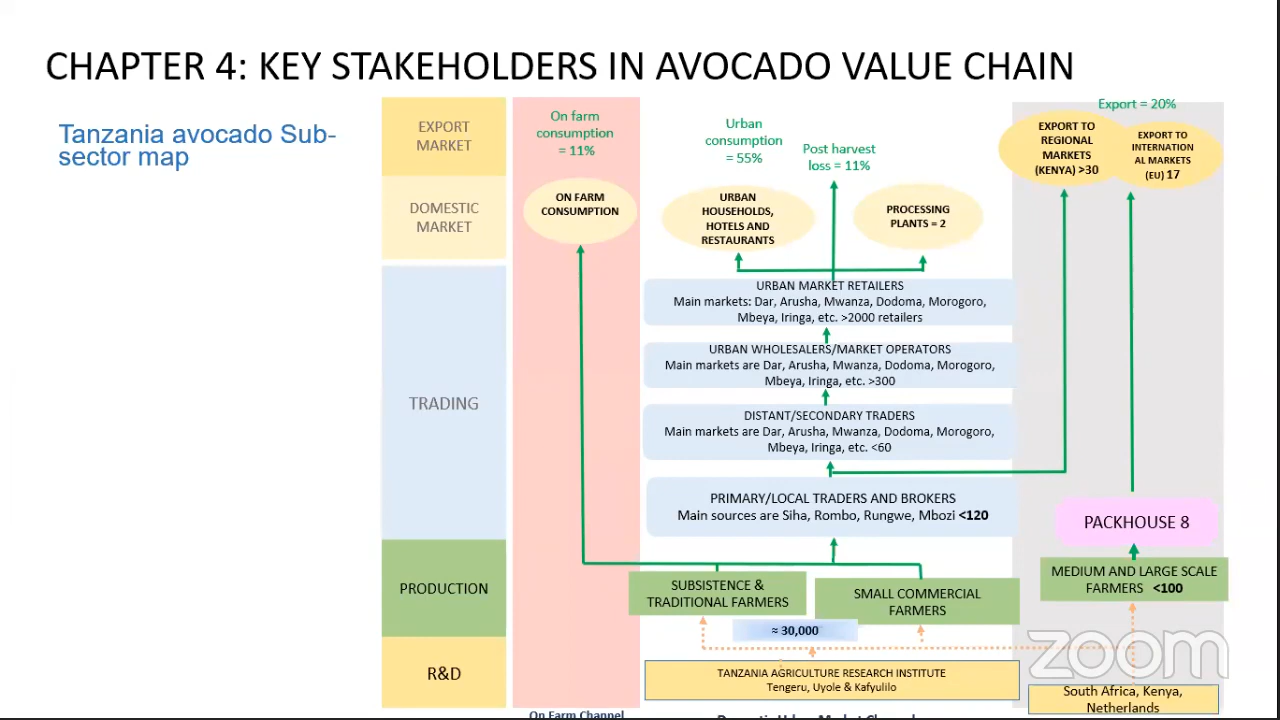 CHAPTER 4: KEY STAKEHOLDERS IN AVOCADO VALUE CHAIN
Tanzania avocado Sub-
sector map
EXPORT
MARKET
On farm
consumption
= 11%
Urban
consumption
= 55%
Post harvest
loss = 11%
Export = 20%
EXPORT TO
REGIONAL
MARKETS
(KENYA) >30
EXPORT TO
INTERNATION
AL MARKETS
(EU) 17
DOMESTIC
MARKET
ON FARM
CONSUMPTION
URBAN
HOUSEHOLDS,
HOTELS AND
RESTAURANTS
PROCESSING
PLANTS = 2
TRADING
URBAN MARKET RETAILERS
Main markets: Dar, Arusha, Mwanza, Dodoma, Morogoro,
Mbeya, Iringa, etc. >2000 retailers
URBAN WHOLESALERS/MARKET OPERATORS
Main markets are Dar, Arusha, Mwanza, Dodoma, Morogoro,
Mbeya, Iringa, etc. >300
DISTANT/SECONDARY TRADERS
Main markets are Dar, Arusha, Mwanza, Dodoma, Morogoro,
Mbeya, Iringa, etc. <60
PRIMARY/LOCAL TRADERS AND BROKERS
Main sources are Siha, Rombo, Rungwe, Mbozi <120
PACKHOUSE 8
PRODUCTION
SUBSISTENCE &
TRADITIONAL FARMERS
SMALL COMMERCIAL
FARMERS
MEDIUM AND LARGE SCALE
FARMERS <100
≈ 30,000
R&D
TANZANIA AGRICULTURE RESEARCH INSTITUTE
Tengeru, Uyole & Kafyulilo
South Africa, Kenya,
Netherlands
zoom
On Farm Channel